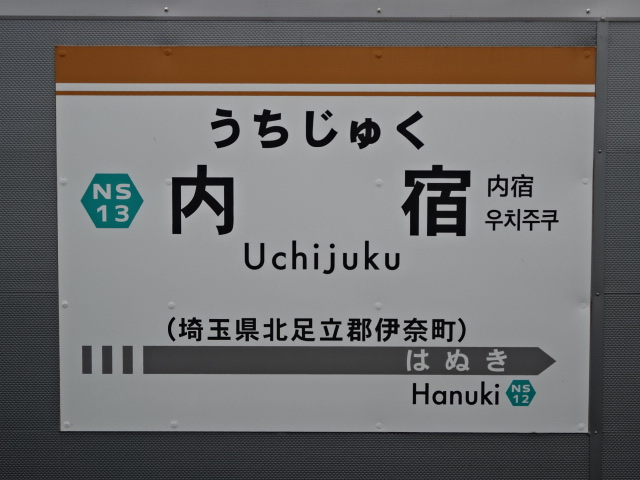 うちじゅく
NS
13
内宿
内宿
우치주쿠
Uchijuku
(埼玉県北足立郡伊奈町)
はぬき
Hanuki
NS
12